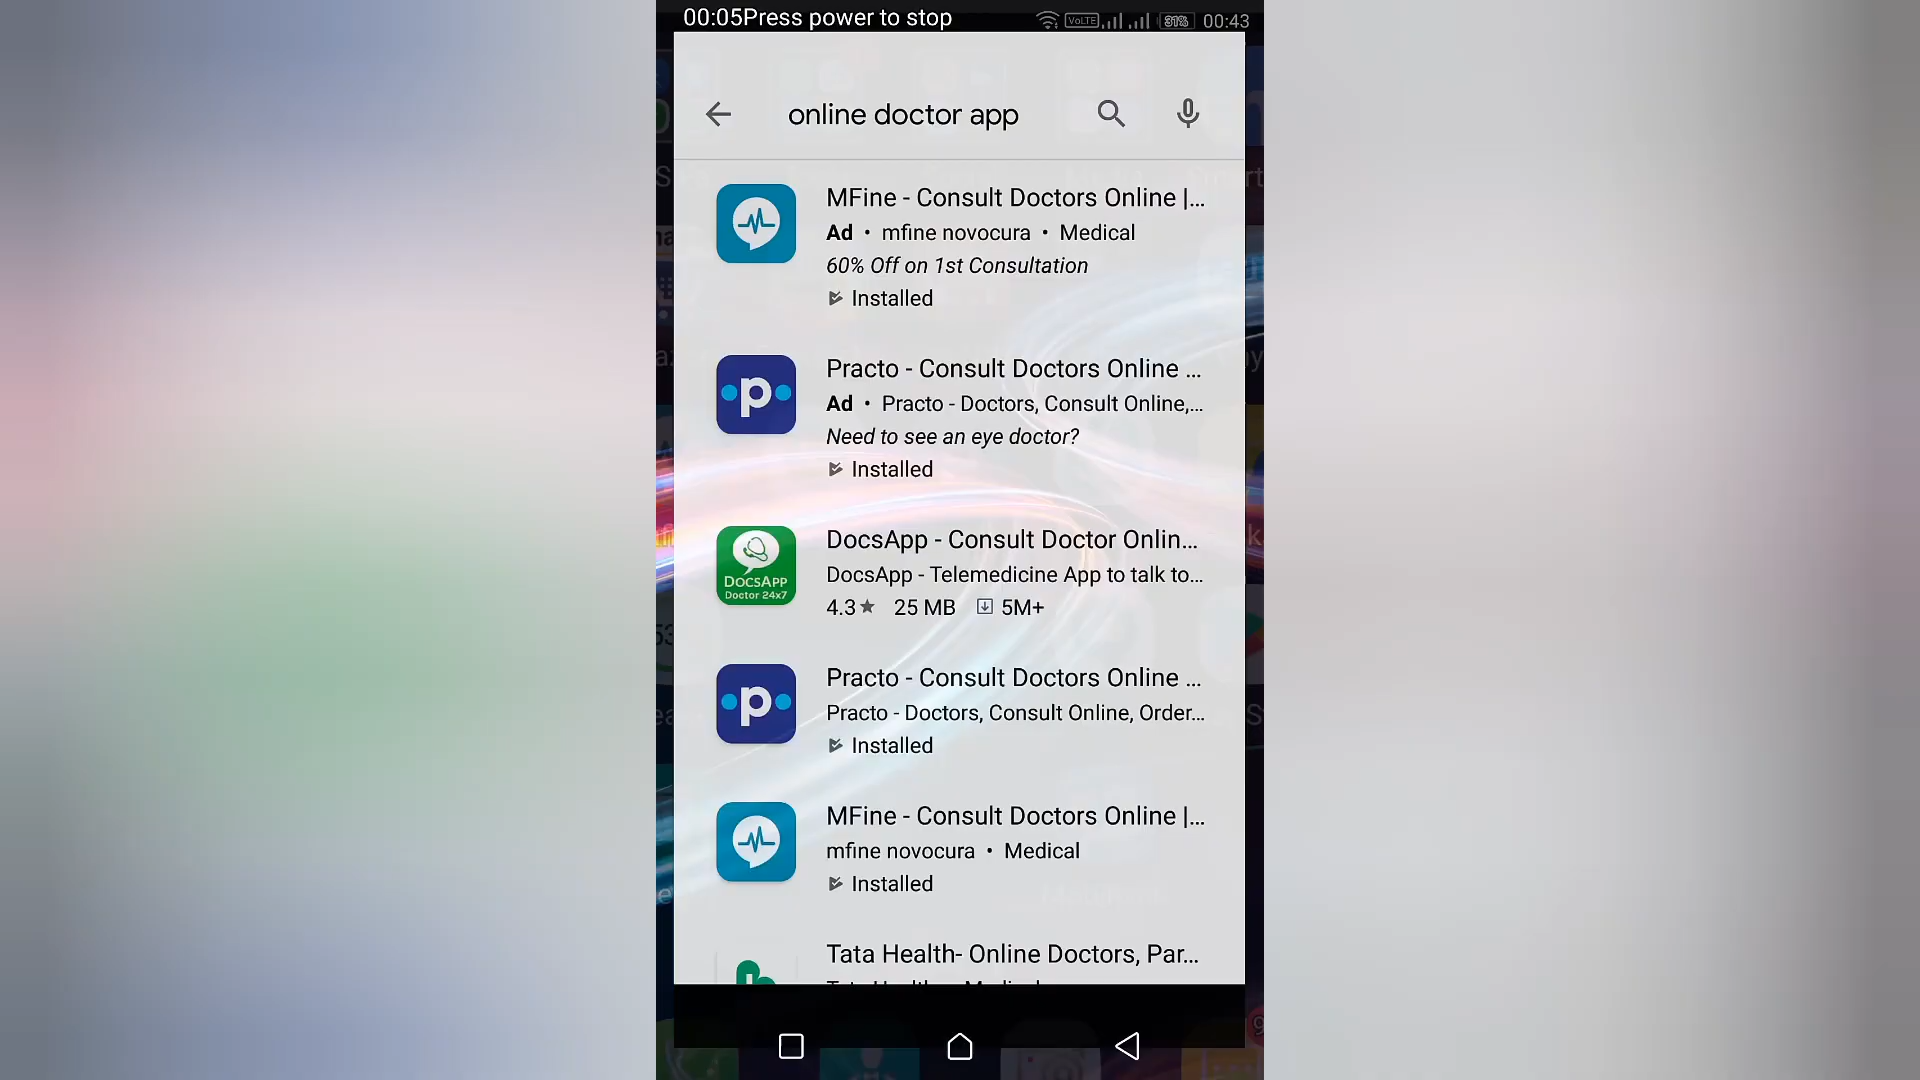 00:05Press power to stop
VoLTE 31% 00:43
online doctor app
MFine - Consult Doctors Online |...
Ad • mfine novocura • Medical
60% Off on 1st Consultation
Installed
Practo - Consult Doctors Online ...
Ad • Practo - Doctors, Consult Online,...
Need to see an eye doctor?
Installed
DOCSAPP
Doctor 24x7
DocsApp - Consult Doctor Onlin...
DocsApp - Telemedicine App to talk to...
4.3★ 25 MB 5M+
Practo - Consult Doctors Online ...
Practo - Doctors, Consult Online, Order...
Installed
MFine - Consult Doctors Online |...
mfine novocura • Medical
Installed
Tata Health- Online Doctors, Par...